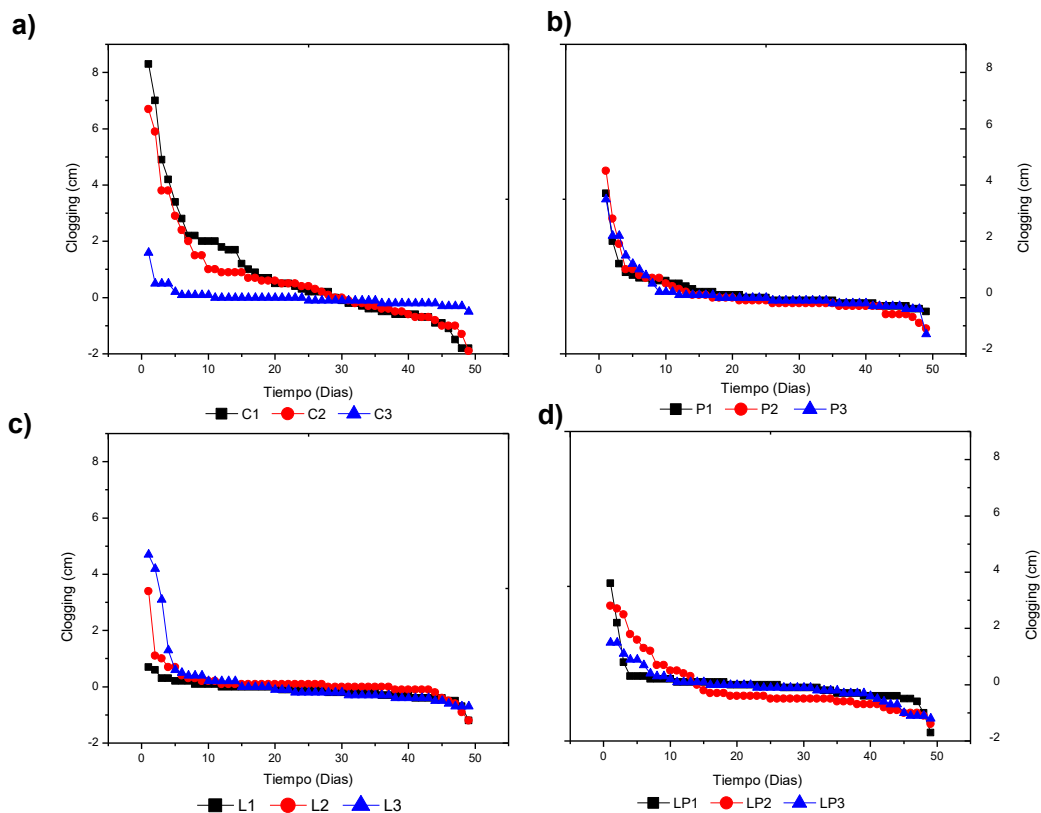 a)
8
6
4
2
0
-2
Clogging (cm)
0 10 20 30 40 50
Tiempo (Dias)
C1 C2 C3
b)
8
6
4
2
0
-2
Clogging (cm)
0 10 20 30 40 50
Tiempo (Dias)
P1 P2 P3
c)
8
6
4
2
0
-2
Clogging (cm)
0 10 20 30 40 50
Tiempo (Dias)
L1 L2 L3
d)
8
6
4
2
0
-2
Clogging (cm)
0 10 20 30 40 50
Tiempo (Dias)
LP1 LP2 LP3